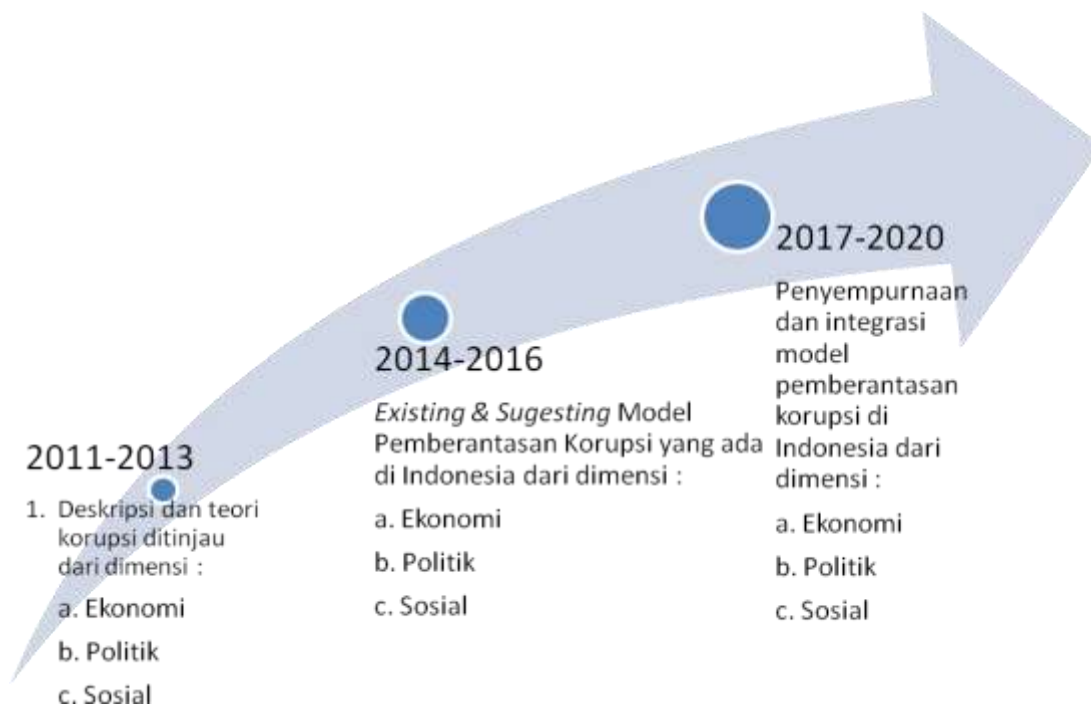 2011-2013
1. Deskripsi dan teori
korupsi ditinjau
dari dimensi :
a. Ekonomi
b. Politik
c. Sosial
2014-2016
Existing & Sugesting Model
Pemberantasan Korupsi yang ada
di Indonesia dari dimensi :
a. Ekonomi
b. Politik
c. Sosial
2017-2020
Penyempurnaan
dan integrasi
model
pemberantasan
korupsi di
Indonesia dari
dimensi :
a. Ekonomi
b. Politik
c. Sosial